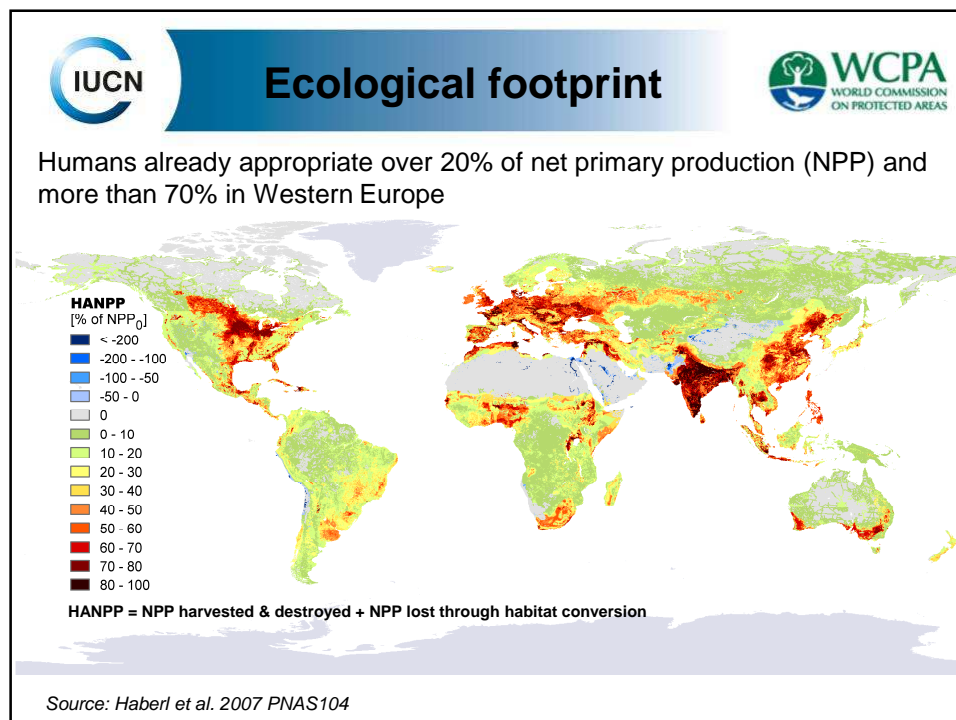 IUCN
Ecological footprint
WCPA
WORLD COMMISSION
ON PROTECTED AREAS
Humans already appropriate over 20% of net primary production (NPP) and
more than 70% in Western Europe
HANPP
[% of NPP0]
< -200
-200 - -100
-100 - -50
-50 - 0
0
0 - 10
10 - 20
20 - 30
30 - 40
40 - 50
50 - 60
60 - 70
70 - 80
80 - 100
HANPP = NPP harvested & destroyed + NPP lost through habitat conversion
Source: Haberl et al. 2007 PNAS104